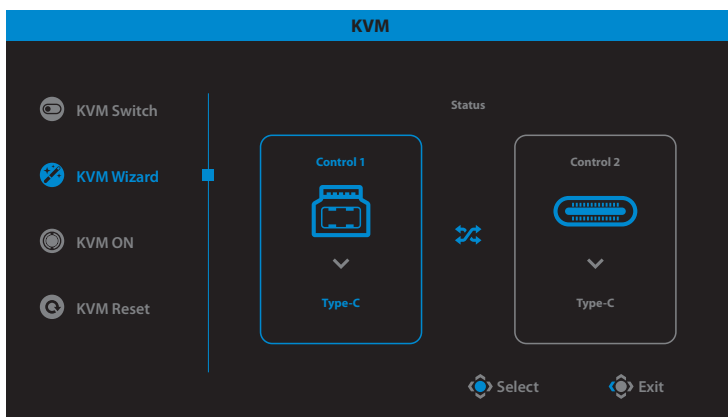 KVM
KVM Switch
KVM Wizard
KVM ON
KVM Reset
Status
Control 1
Type-C
Control 2
Type-C
Select
Exit